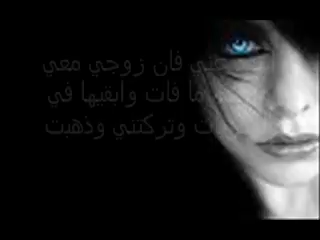 فان زوجي معي
ما فات وابقيها في
وتركتني وذهبت